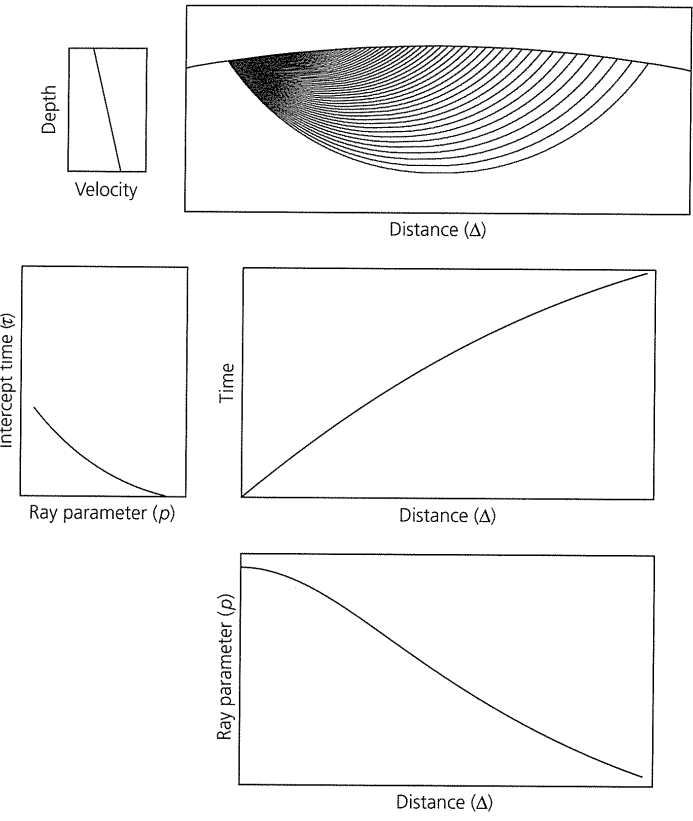 Depth
Velocity
Distance (Δ)
Intercept time (τ)
Ray parameter (p)
Time
Distance (Δ)
Ray parameter (p)
Distance (Δ)